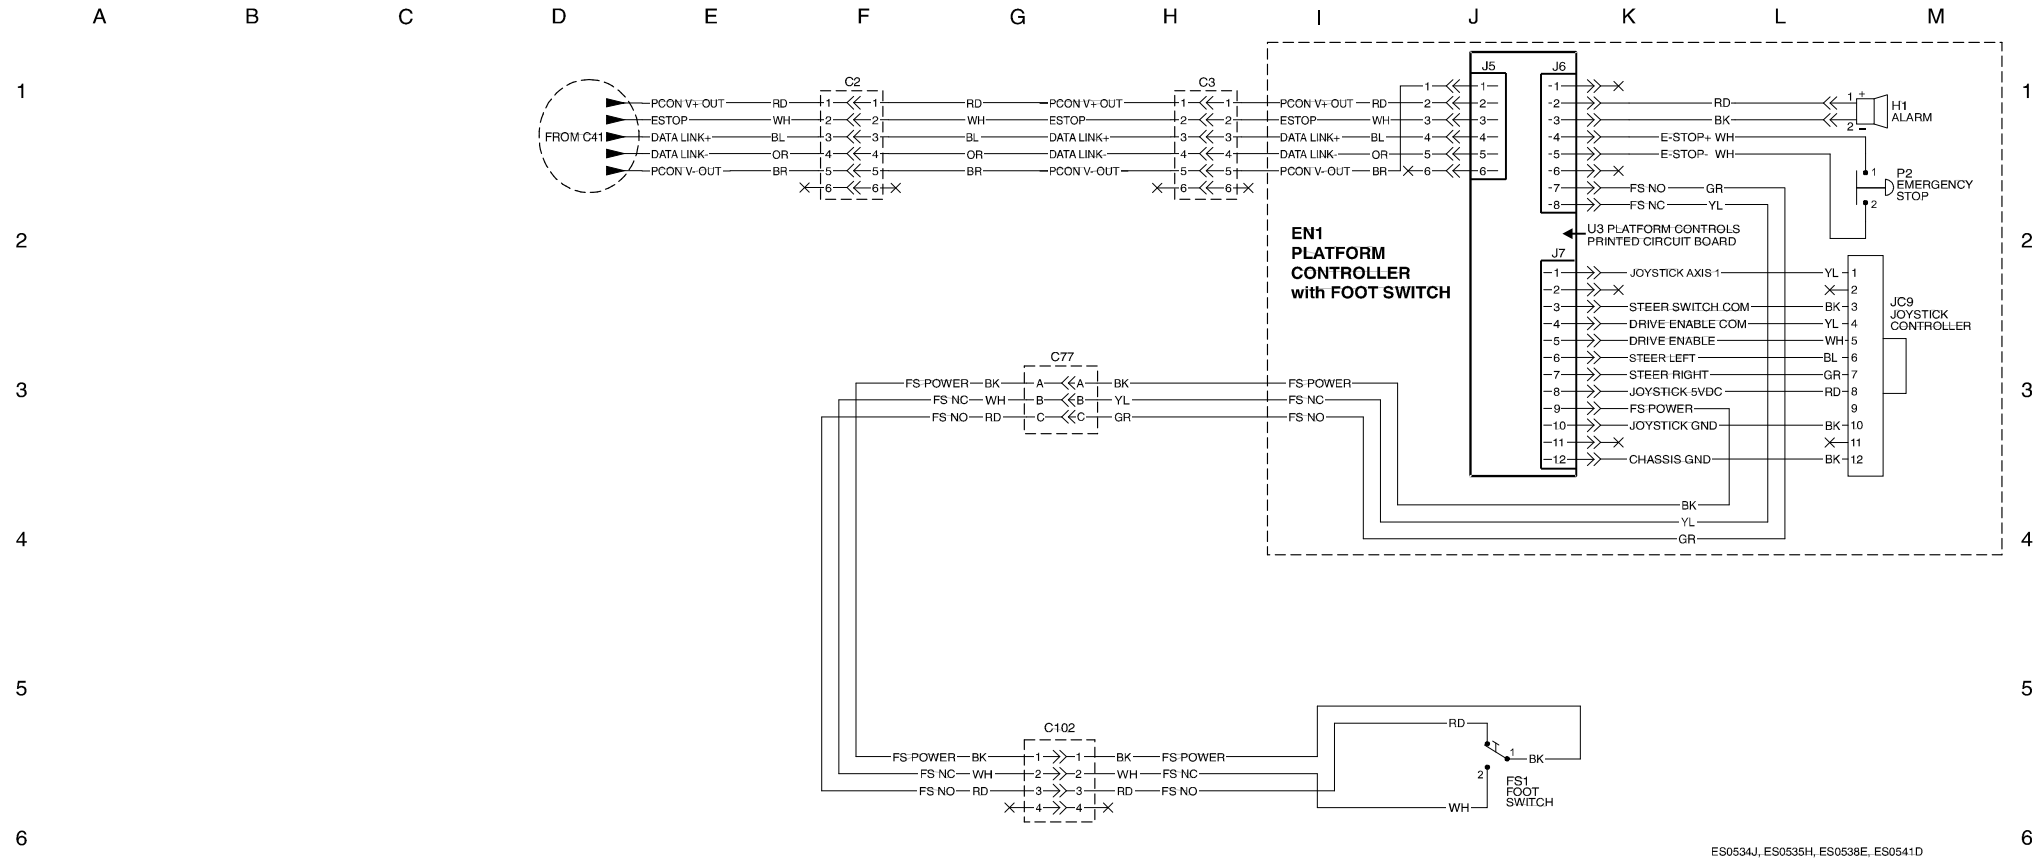 A B C D E F G H I J K L M
1 1
C2 C3 J5 J6
FROM C41
PCON V+ OUT RD 1 1 RD PCON V+ OUT 1 1 PCON V+ OUT RD
ESTOP WH 2 2 WH ESTOP 2 2 ESTOP WH
DATA LINK+ BL 3 3 BL DATA LINK+ 3 3 DATA LINK+ BL
DATA LINK- OR 4 4 OR DATA LINK- 4 4 DATA LINK- OR
PCON V- OUT BR 5 5 BR PCON V- OUT 5 5 PCON V- OUT BR
6 6 6 6
1 1
2 2
3 3
4 4
5 5
6 6
1
2 RD 1 +
3 BK 2 -
4 E-STOP+ WH
5 E-STOP- WH
6
7 FS NO GR
8 FS NC YL
H1
ALARM
1
2
P2
EMERGENCY
STOP
2 2
EN1
PLATFORM
CONTROLLER
with FOOT SWITCH
U3 PLATFORM CONTROLS
PRINTED CIRCUIT BOARD
J7
1 JOYSTICK AXIS 1 YL 1
2 2
3 STEER SWITCH COM BK 3
4 DRIVE ENABLE COM YL 4
5 DRIVE ENABLE WH 5
6 STEER LEFT BL 6
7 STEER RIGHT GR 7
8 JOYSTICK 5VDC RD 8
9 FS POWER 9
10 JOYSTICK GND BK 10
11 11
12 CHASSIS GND BK 12
JC9
JOYSTICK
CONTROLLER
3 3
C77
FS POWER BK A A BK FS POWER
FS NC WH B B YL FS NC
FS NO RD C C GR FS NO
BK
YL
GR
4 4
5 5
C102
FS POWER BK 1 1 BK FS POWER
FS NC WH 2 2 WH FS NC
FS NO RD 3 3 RD FS NO
4 4
RD
1 BK
2
WH
FS1
FOOT
SWITCH
6 6
ES0534J, ES0535H, ES0538E, ES0541D